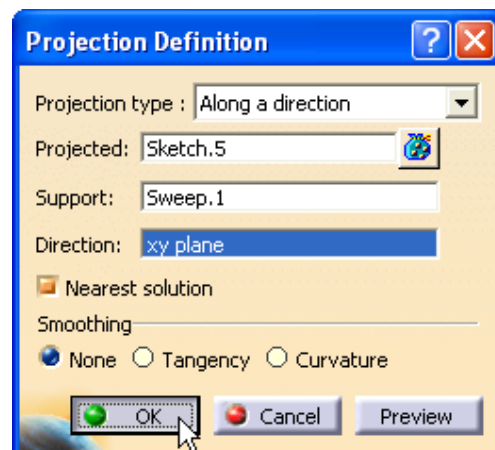 Projection Definition ? X
Projection type : Along a direction
Projected: Sketch.5
Support: Sweep.1
Direction: xy plane
Nearest solution
Smoothing
None Tangency Curvature
OK Cancel Preview